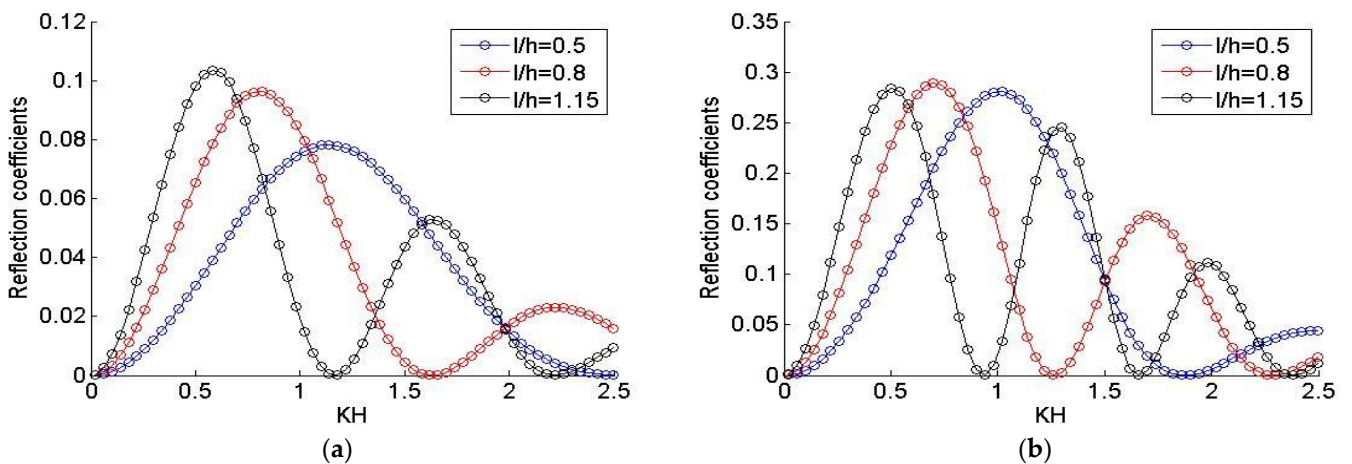 0.12
0.1
0.08
0.06
0.04
0.02
0
Reflection coefficients
l/h=0.5
l/h=0.8
l/h=1.15
0 0.5 1 1.5 2 2.5
KH
(a)
0.35
0.3
0.25
0.2
0.15
0.1
0.05
0
Reflection coefficients
l/h=0.5
l/h=0.8
l/h=1.15
0 0.5 1 1.5 2 2.5
KH
(b)